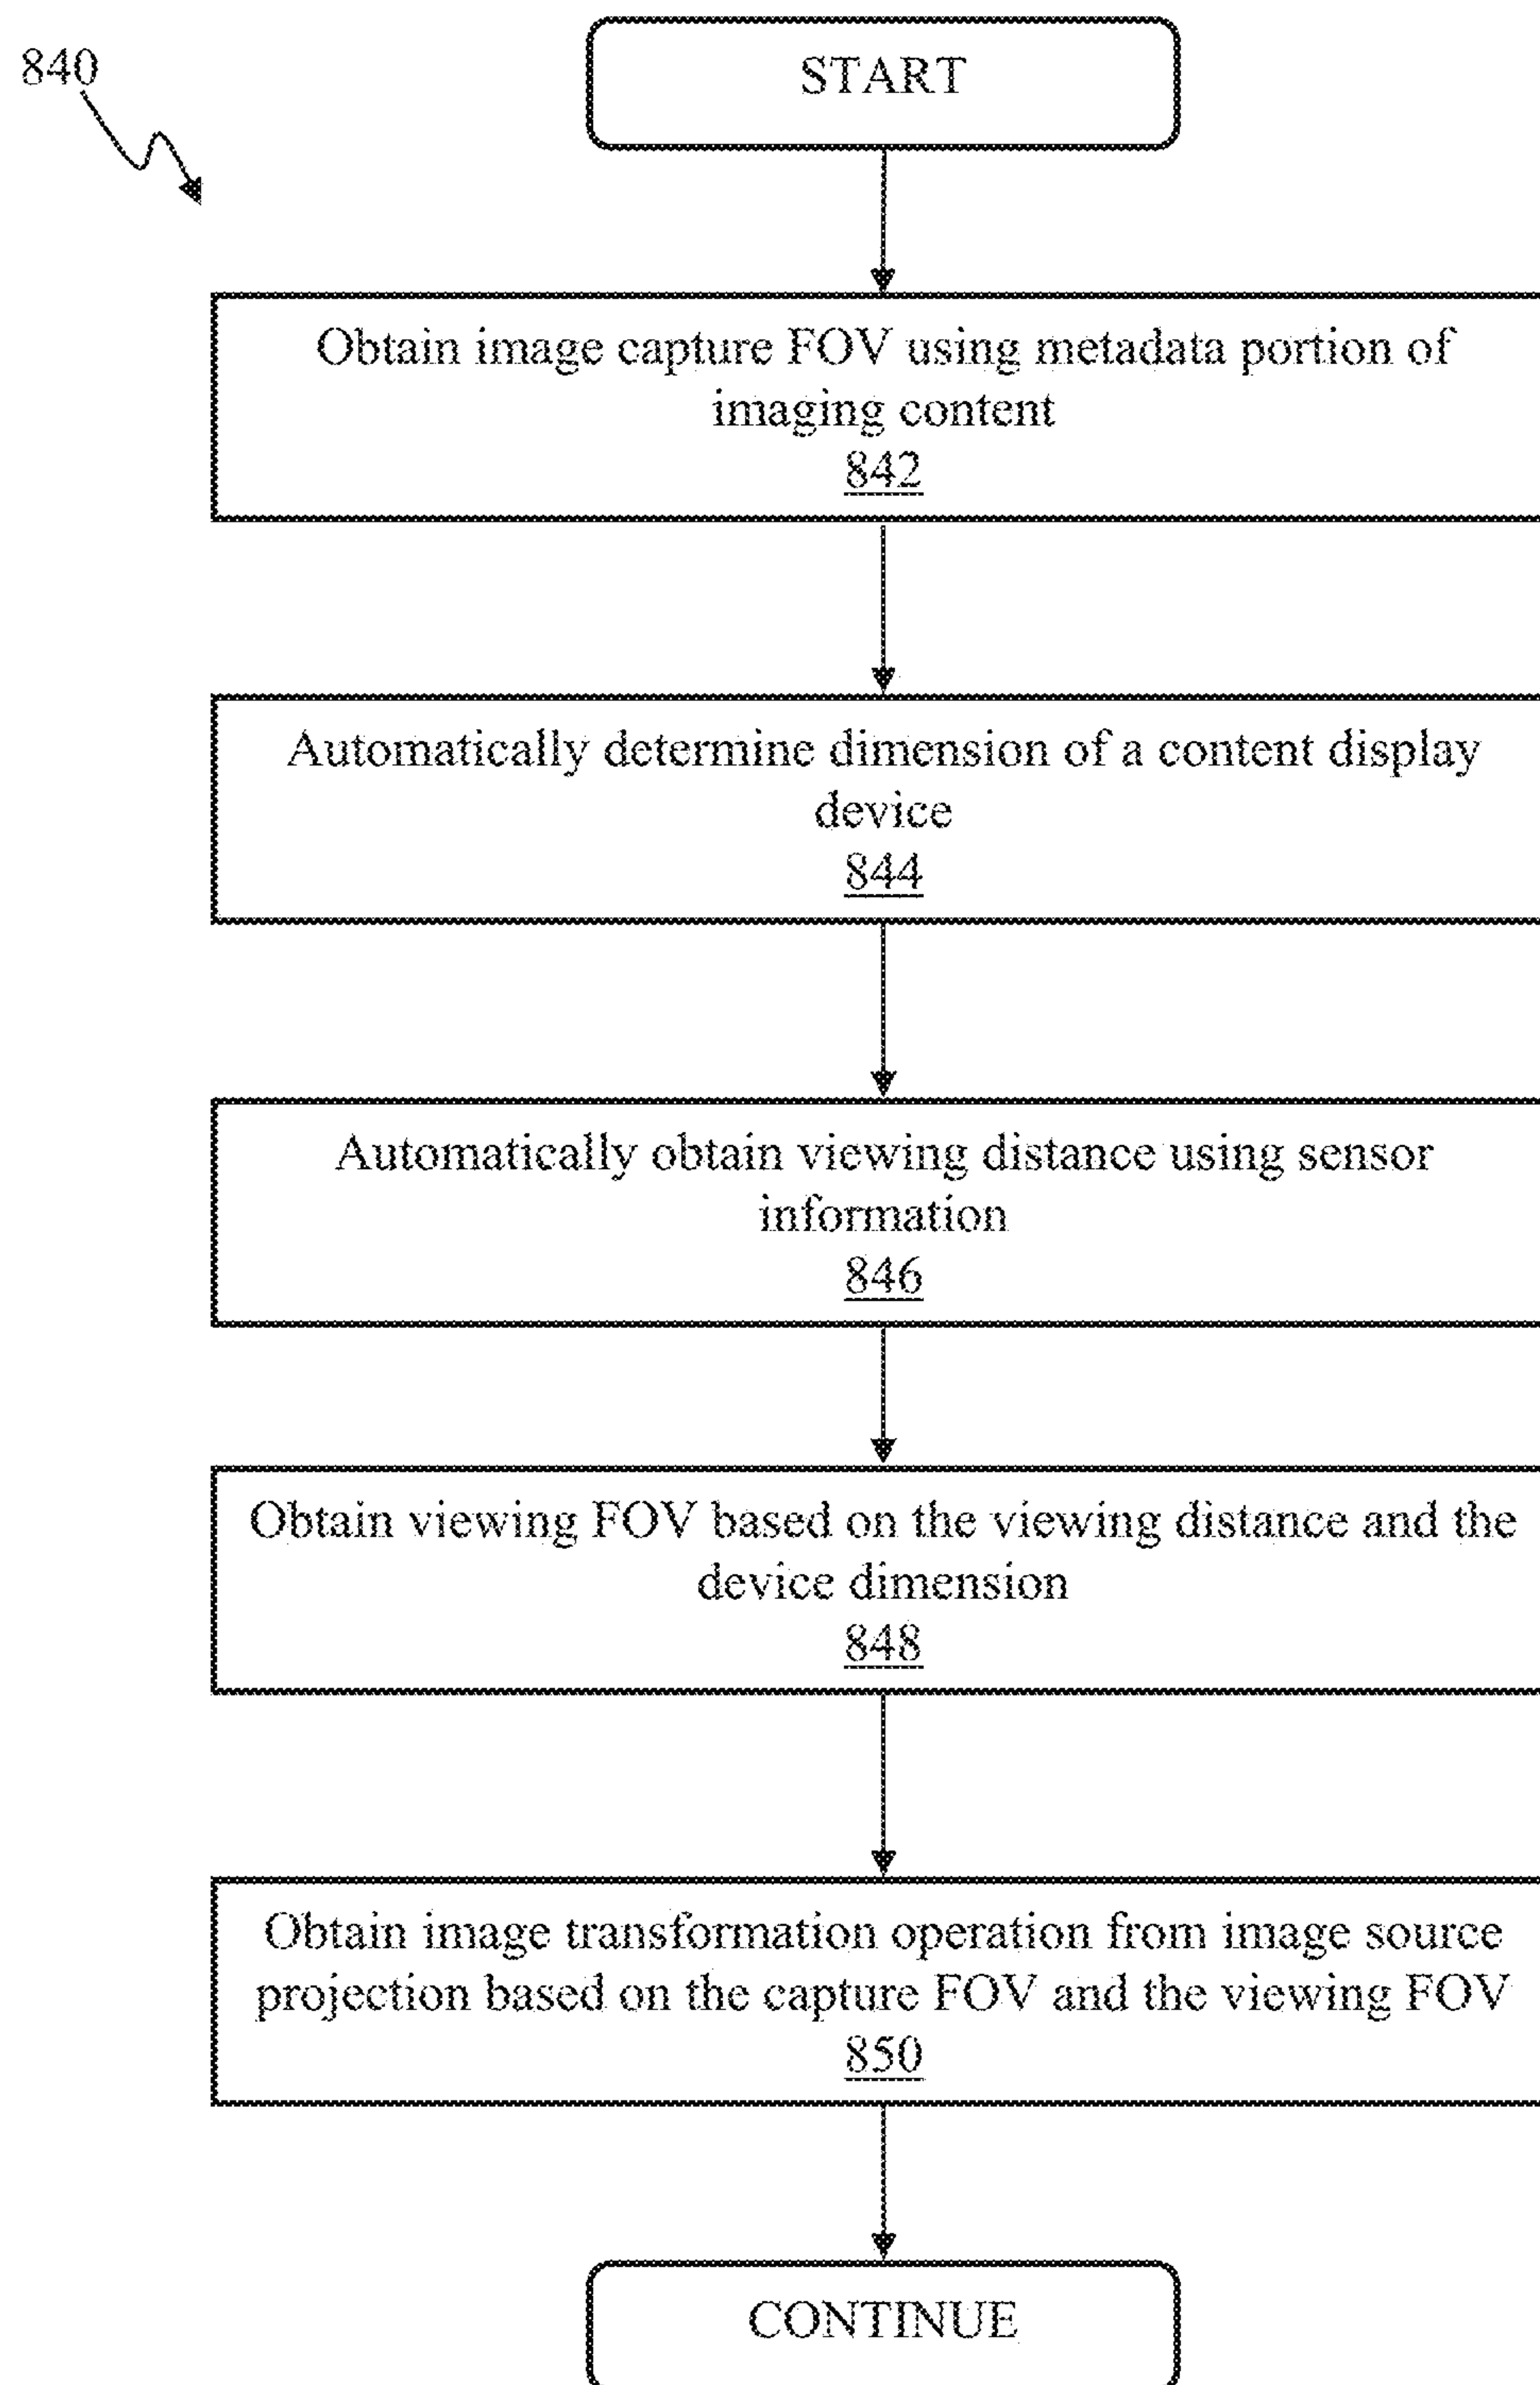 840
START
Obtain image capture FOV using metadata portion of
imaging content
842
Automatically determine dimension of a content display
device
844
Automatically obtain viewing distance using sensor
information
846
Obtain viewing FOV based on the viewing distance and the
device dimension
848
Obtain image transformation operation from image source
projection based on the capture FOV and the viewing FOV
850
CONTINUE